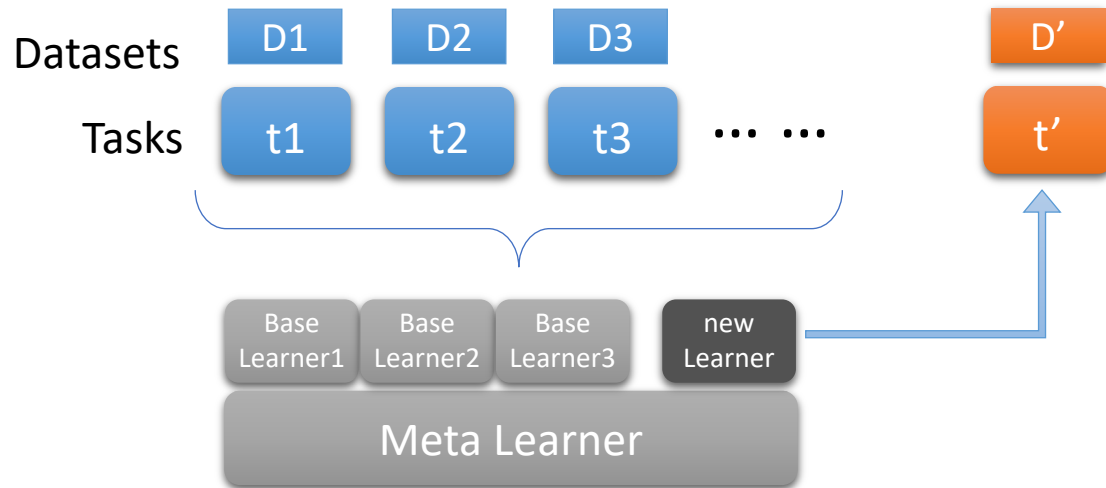 Datasets D1 D2 D3 D’
Tasks t1 t2 t3 ... ... t’
Base Learner1
Base Learner2
Base Learner3
new Learner
Meta Learner